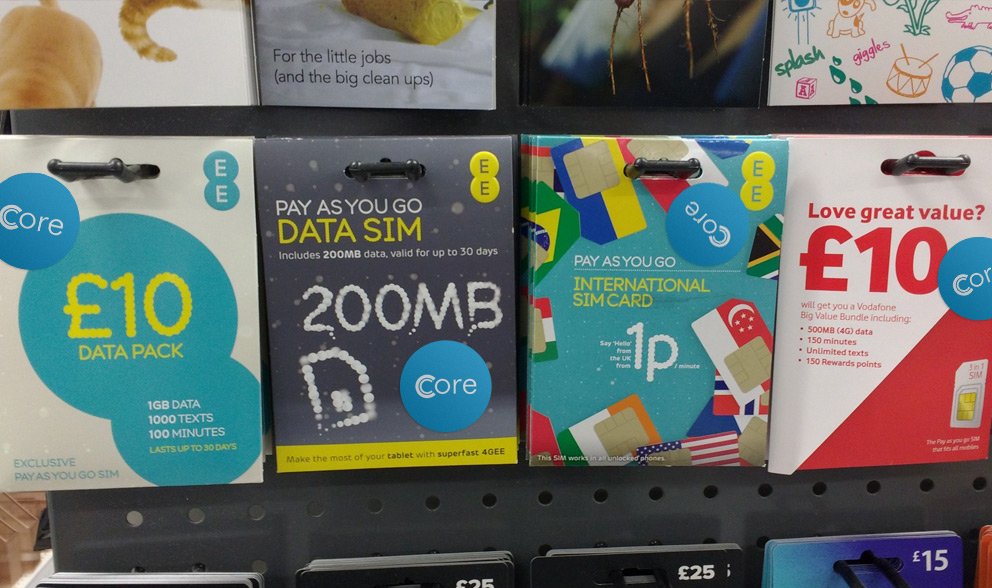 For the little jobs
(and the big clean ups)
splash
giggles
A
Core
E
E
£10
DATA PACK
1GB DATA
1000 TEXTS
100 MINUTES
LASTS UP TO 30 DAYS
EXCLUSIVE
PAY AS YOU GO SIM
E
E
PAY AS YOU GO
DATA SIM
Includes 200MB data, valid for up to 30 days
200MB
Core
Make the most of your tablet with superfast 4GEE
E
E
Core
PAY AS YOU GO
INTERNATIONAL
SIM CARD
Say 'Hello'
from
the UK
from
1p
/ minute
This SIM works in all unlocked phones.
Love great value?
£10
Core
will get you a Vodafone
Big Value Bundle including:
• 500MB (4G) data
• 150 minutes
• Unlimited texts
• 150 Rewards points
3 in 1
SIM
The Pay as you go SIM
that fits all mobiles
£25
£25
£15